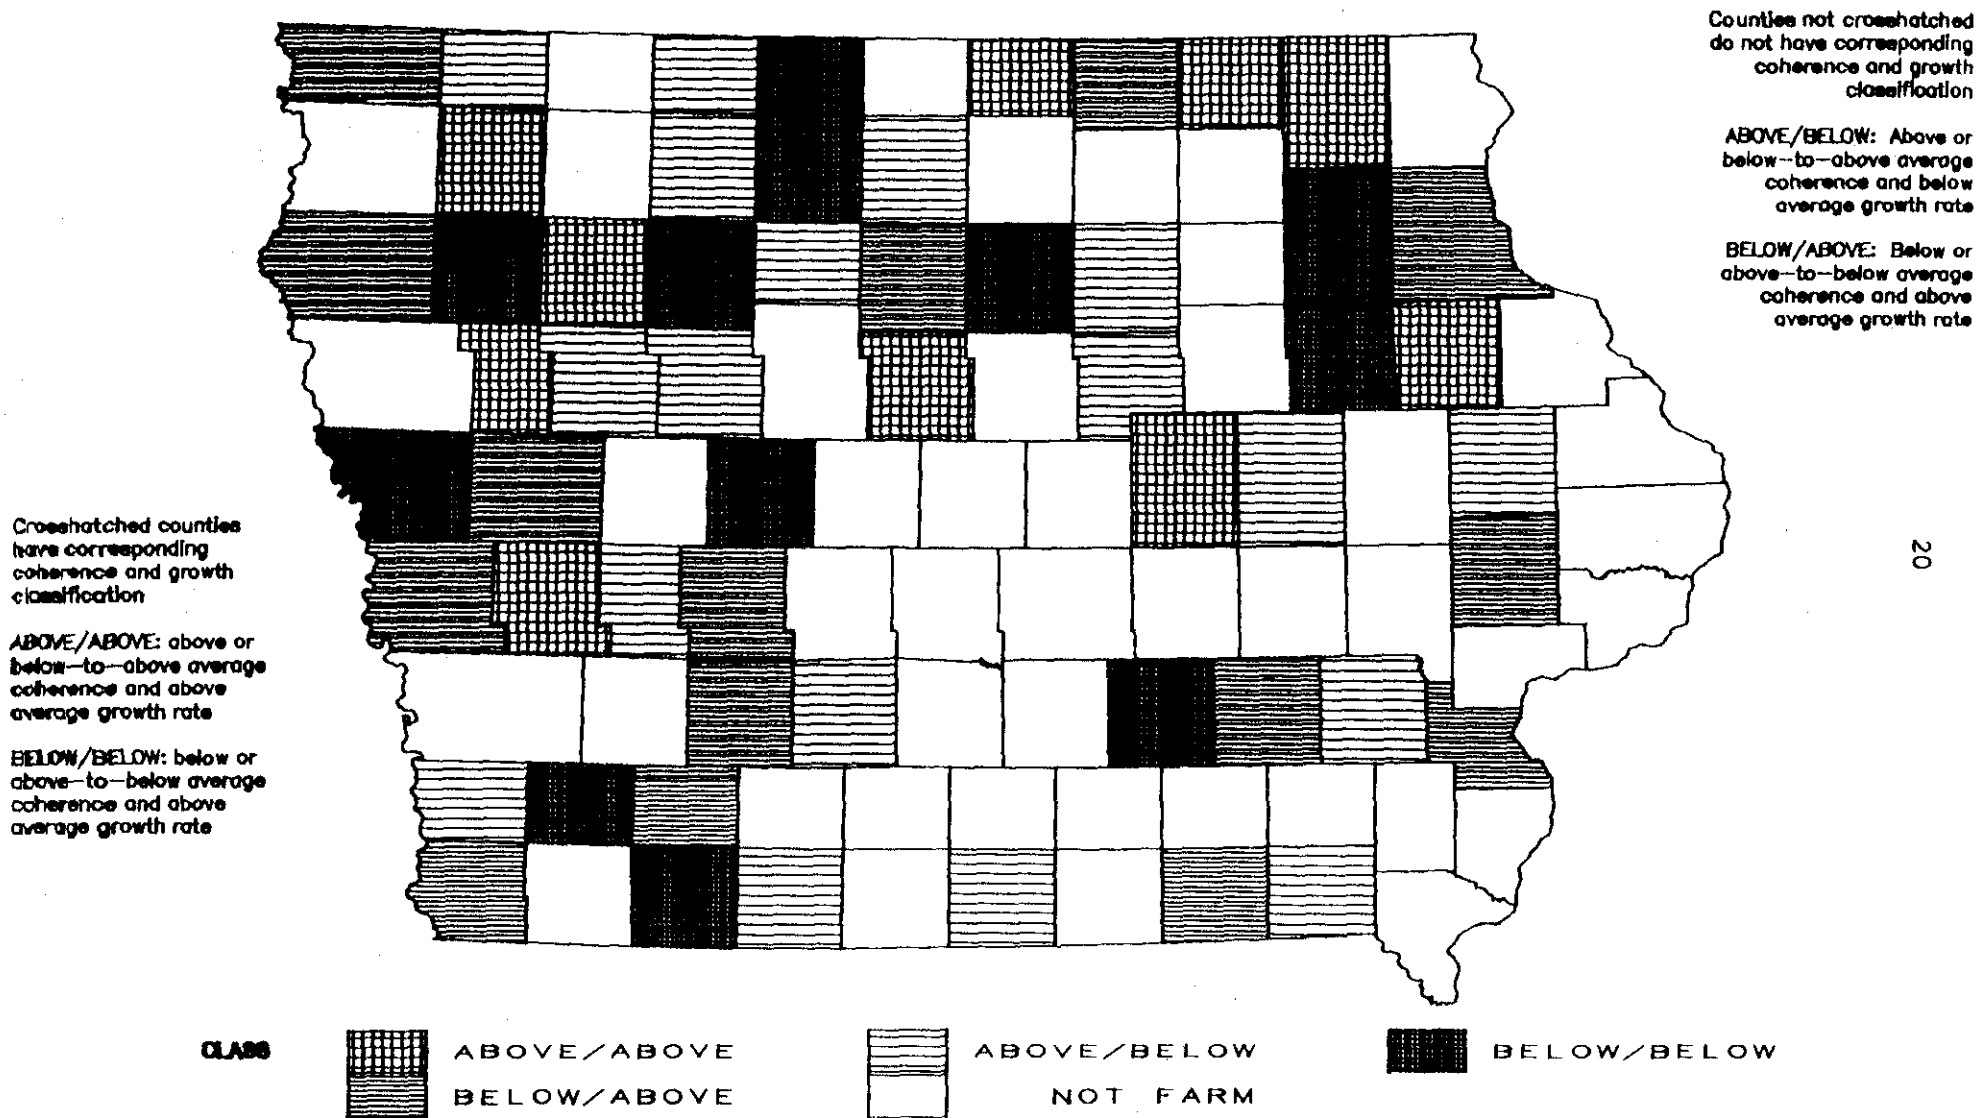 Counties not crosshatched
do not have corresponding
coherence and growth
classification
ABOVE/BELOW: Above or
below--to--above average
coherence and below
average growth rate
BELOW/ABOVE: Below or
above--to--below average
coherence and above
average growth rate
Crosshatched counties
have corresponding
coherence and growth
classification
ABOVE/ABOVE: above or
below--to--above average
coherence and above
average growth rate
BELOW/BELOW: below or
above--to--below average
coherence and above
average growth rate
20
CLASS
ABOVE/ABOVE
ABOVE/BELOW
BELOW/BELOW
BELOW/ABOVE
NOT FARM